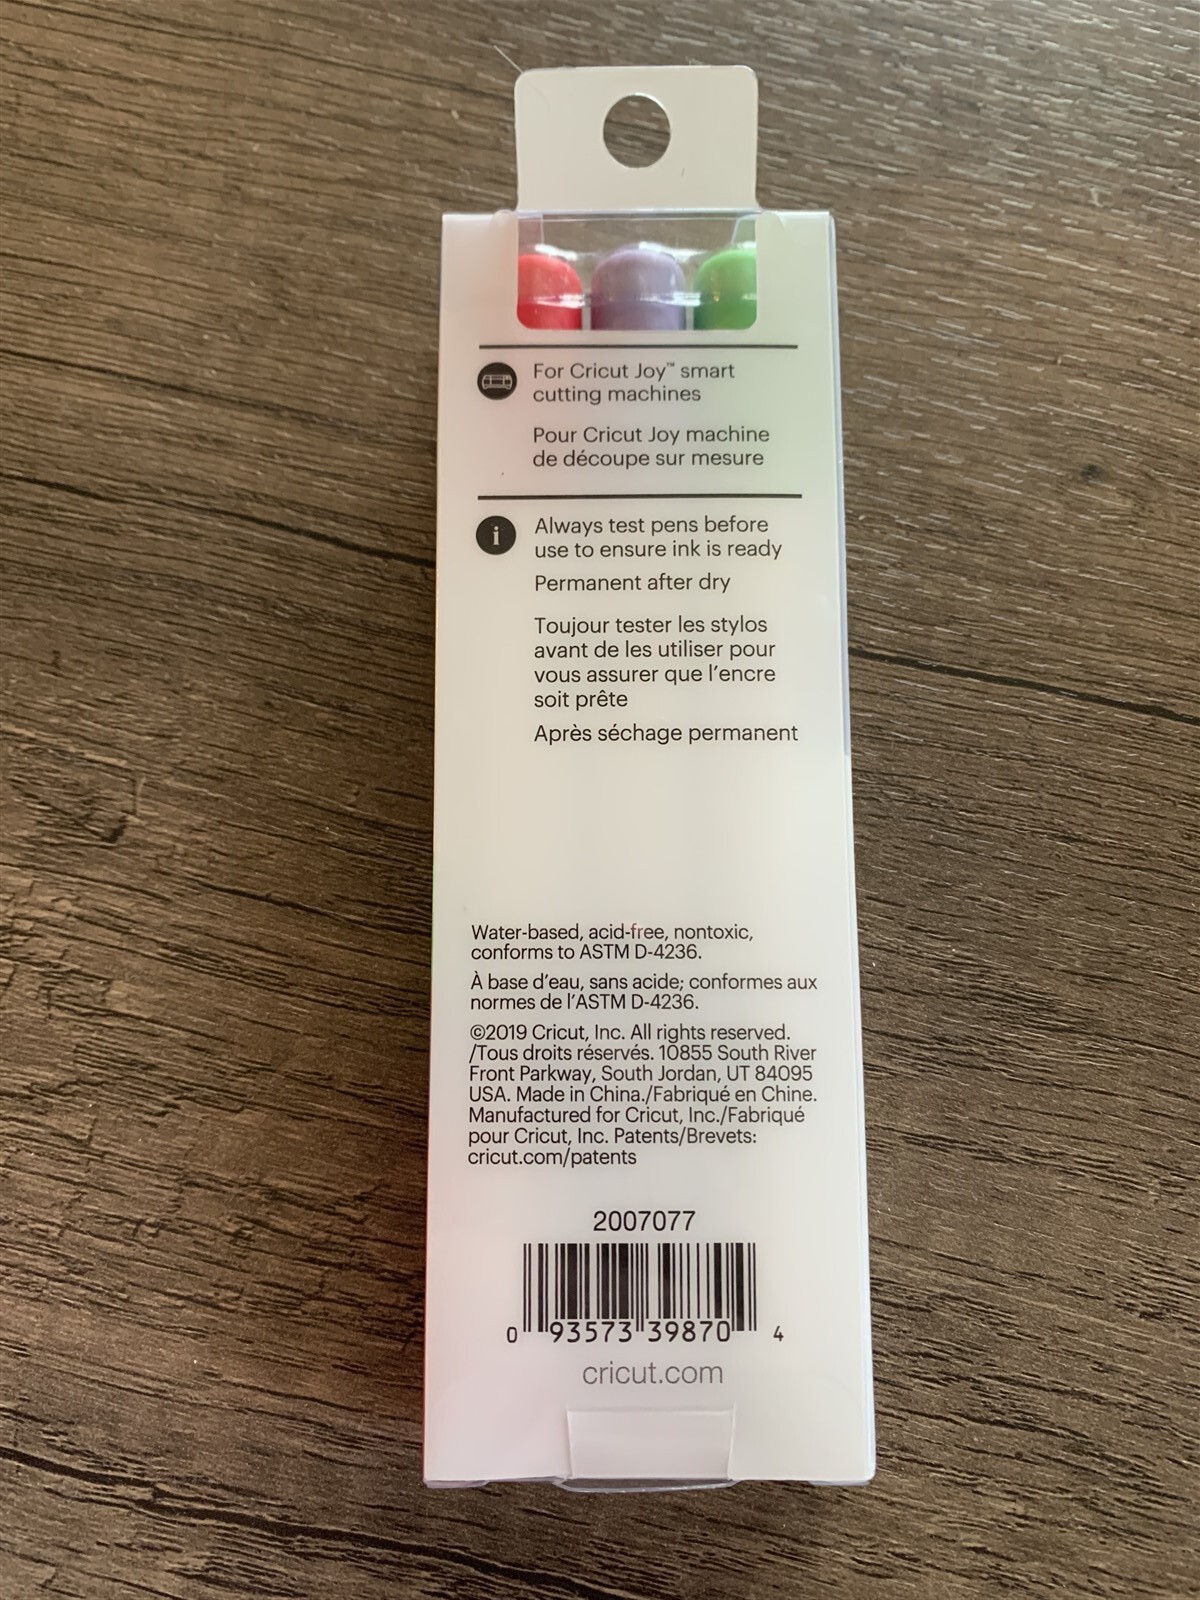 For Cricut Joy™ smart
cutting machines
Pour Cricut Joy machine
de découpe sur mesure
i
Always test pens before
use to ensure ink is ready
Permanent after dry
Toujour tester les stylos
avant de les utiliser pour
vous assurer que l'encre
soit prête
Après séchage permanent
Water-based, acid-free, nontoxic,
conforms to ASTM D-4236.
À base d'eau, sans acide; conformes aux
normes de l'ASTM D-4236.
©2019 Cricut, Inc. All rights reserved.
/Tous droits réservés. 10855 South River
Front Parkway, South Jordan, UT 84095
USA. Made in China./Fabriqué en Chine.
Manufactured for Cricut, Inc./Fabriqué
pour Cricut, Inc. Patents/Brevets:
cricut.com/patents
2007077
0 93573 39870 4
cricut.com